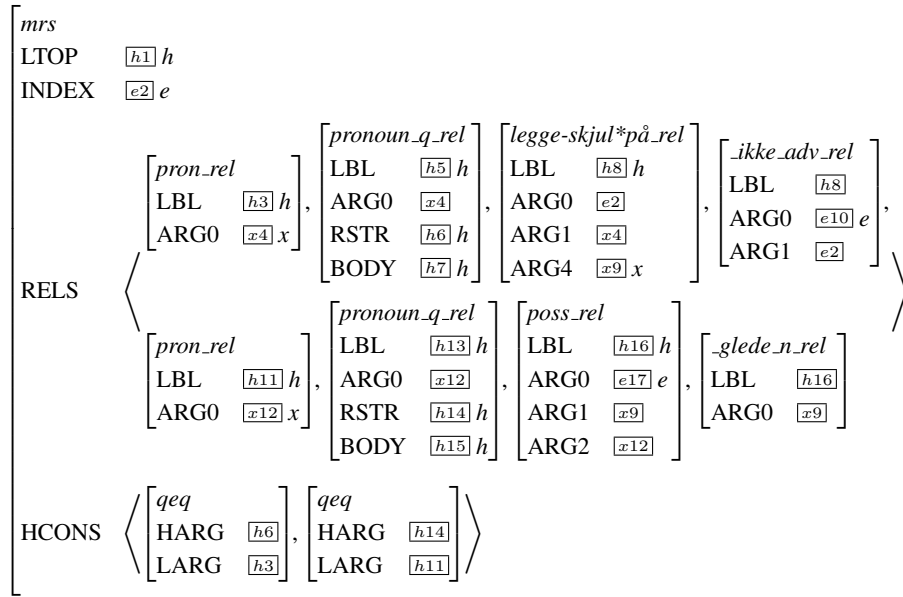 mrs
LTOP h1 h
INDEX e2 e
RELS
pron_rel
LBL h3 h
ARG0 x4 x
,
pronoun_q_rel
LBL h5 h
ARG0 x4
RSTR h6 h
BODY h7 h
,
legge-skjul*på_rel
LBL h8 h
ARG0 e2
ARG1 x4
ARG4 x9 x
,
_ikke_adv_rel
LBL h8
ARG0 e10 e
ARG1 e2
,
pron_rel
LBL h11 h
ARG0 x12 x
,
pronoun_q_rel
LBL h13 h
ARG0 x12
RSTR h14 h
BODY h15 h
,
poss_rel
LBL h16 h
ARG0 e17 e
ARG1 x9
ARG2 x12
,
_glede_n_rel
LBL h16
ARG0 x9
HCONS
qeq
HARG h6
LARG h3
,
qeq
HARG h14
LARG h11